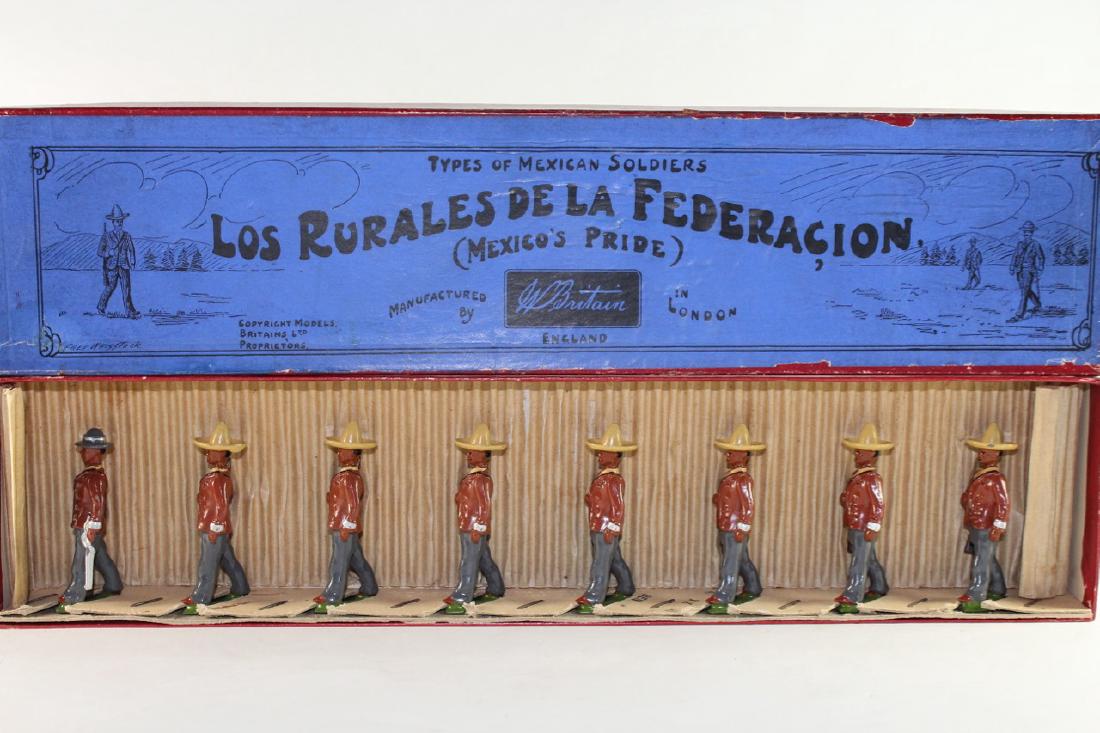 TYPES OF MEXICAN SOLDIERS
LOS RURALES DE LA FEDERAÇION.
(MEXICO'S PRIDE)
MANUFACTURED BY
W. Britain
IN LONDON
ENGLAND
COPYRIGHT MODELS.
BRITAINS LTD
PROPRIETORS.